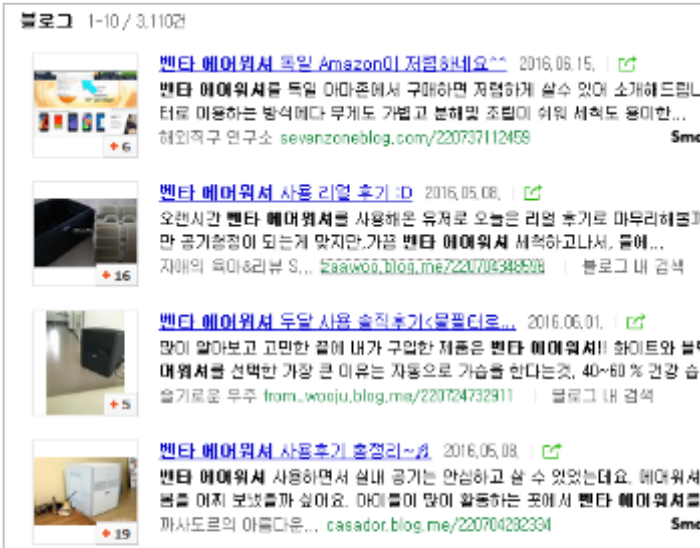 블로그 1-10 / 3,110건
벤타 에어워셔 독일 Amazon이 저렴하네요^^ 2016.06.15.
벤타 에어워셔를 독일 아마존에서 구매하면 저렴하게 살수 있어 소개해드립니
터로 이용하는 방식에다 무게도 가볍고 분해및 조립이 쉬워 세척도 용이한...
해외직구 연구소 sevenzoneblog.com/220737112459
+6
벤타 에어워셔 사용 리얼 후기 :D 2016.05.08.
오랜시간 벤타 에어워셔를 사용해온 유저로 오늘은 리얼 후기로 마무리해볼
만 공기청정이 되는게 맞지만,가끔 벤타 에어워셔 세척하고나서, 물에...
자매의 육아&리뷰 S... blog.me/220704348598 블로그 내 검색
+16
벤타 에어워셔 두달 사용 솔직후기<물필터로... 2016.06.01.
많이 알아보고 고민한 끝에 내가 구입한 제품은 벤타 에어워셔!! 화이트와 블
어워셔를 선택한 가장 큰 이유는 자동으로 가습을 한다는것, 40~60 % 건강 습
슬기로운 우주 from_wooju.blog.me/220724732911 블로그 내 검색
+5
벤타 에어워셔 사용후기 총정리~♬ 2016.05.08.
벤타 에어워셔 사용하면서 실내 공기는 안심하고 살 수 있었는데요, 에어워셔
봄을 어찌 보냈을까 싶어요. 아이들이 많이 활동하는 곳에서 벤타 에어워셔를
까사도르의 아름다운... casador.blog.me/220704282334
+19